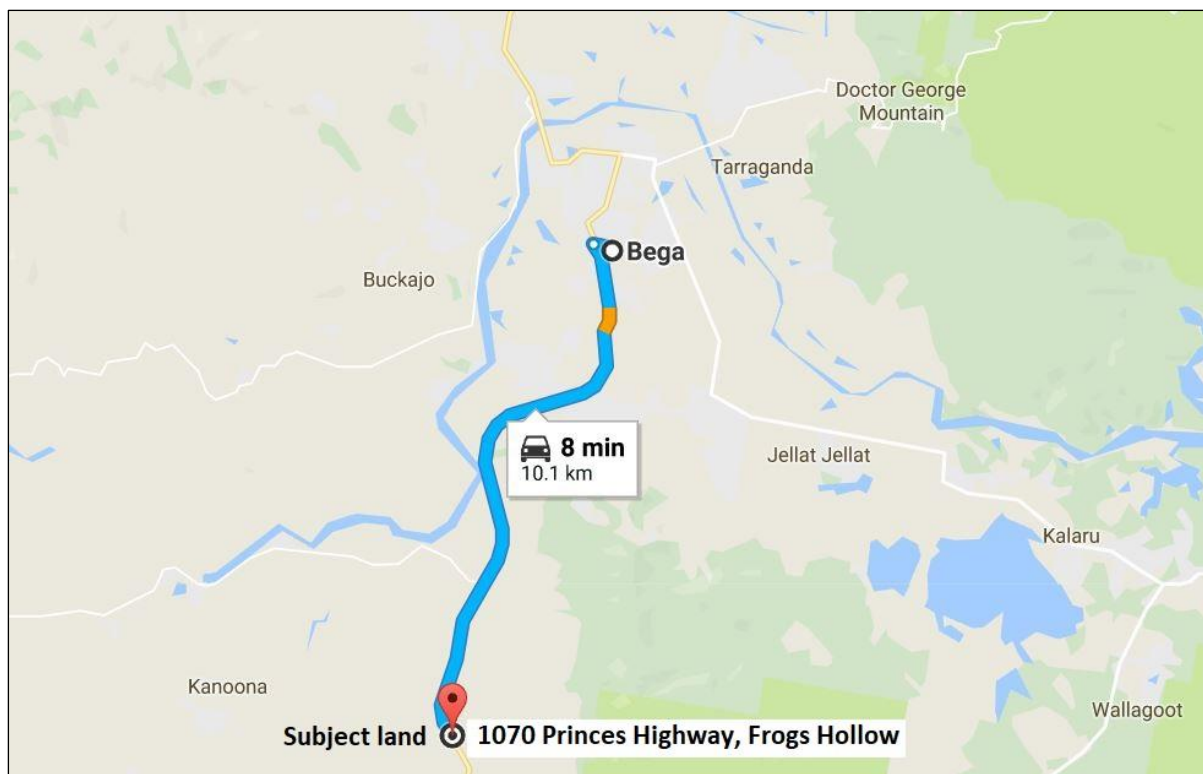 Doctor George
Mountain
Tarraganda
Bega
Buckajo
8 min
10.1 km
Jellat Jellat
Kalaru
Kanoona
Wallagoot
Subject land
1070 Princes Highway, Frogs Hollow